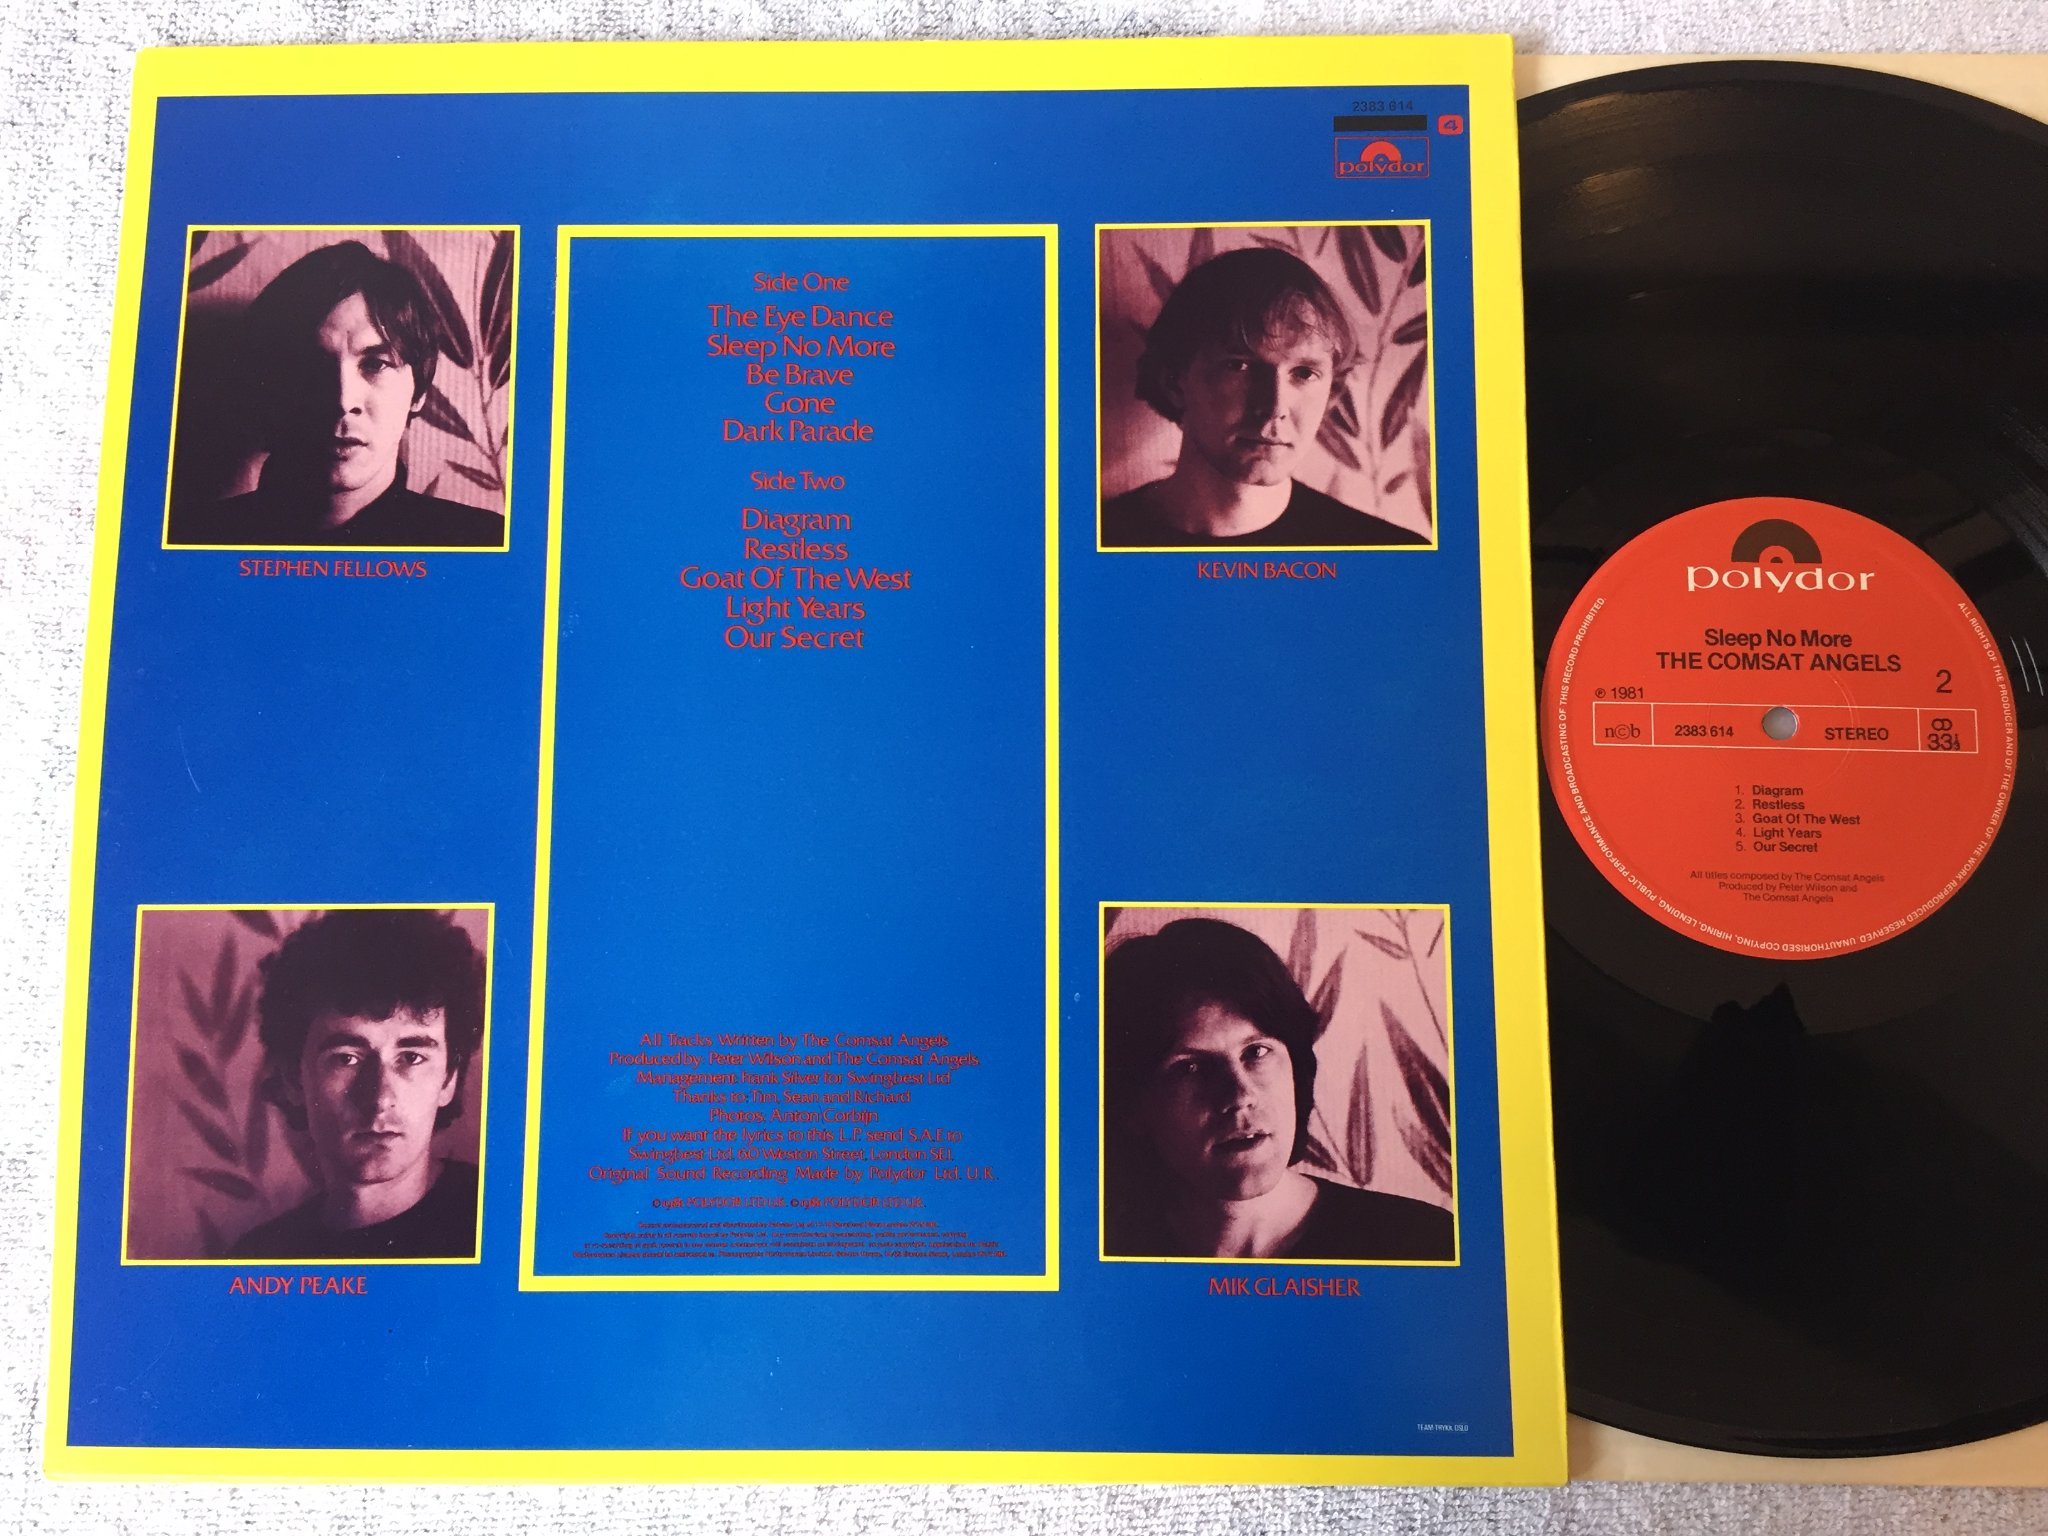 2383 614
4
polydor
Side One
The Eye Dance
Sleep No More
Be Brave
Gone
Dark Parade
Side Two
Diagram
Restless
Goat Of The West
Light Years
Our Secret
STEPHEN FELLOWS
KEVIN BACON
ANDY PEAKE
MIK GLAISHER
All Tracks Written by The Comsat Angels
Produced by: Peter Wilson and The Comsat Angels
Management: Frank Silver for Swingbest Ltd
Thanks to: Tim, Sean and Richard
Photos: Anton Corbijn
If you want the lyrics to this L.P. send S.A.E to:
Swingbest Ltd. 60 Weston Street, London SE1.
Original Sound Recording Made by Polydor Ltd. U.K.
POLYDOR LTD U.K. POLYDOR LTD U.K.
TEAM TRYKK, OSLO
polydor
Sleep No More
THE COMSAT ANGELS
2
℗ 1981
n©b
2383 614
STEREO
33⅓
1. Diagram
2. Restless
3. Goat Of The West
4. Light Years
5. Our Secret
All titles composed by The Comsat Angels
Produced by Peter Wilson and
The Comsat Angels
ALL RIGHTS OF THE PRODUCER AND OF THE OWNER OF THE WORK REPRODUCED RESERVED. UNAUTHORISED COPYING, HIRING, LENDING, PUBLIC PERFORMANCE AND BROADCASTING OF THIS RECORD PROHIBITED.